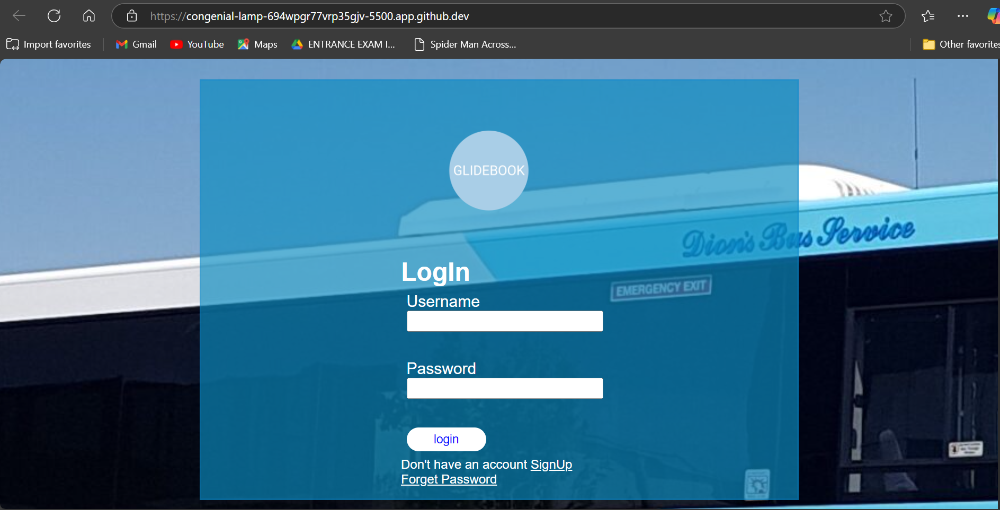 https://congenial-lamp-694wpgr77vrp35gjv-5500.app.github.dev
Import favorites
Gmail
YouTube
Maps
ENTRANCE EXAM I...
Spider Man Across...
Other favorites
GLIDEBOOK
Dion's Bus Service
EMERGENCY EXIT
LogIn
Username
Password
login
Don't have an account SignUp
Forget Password